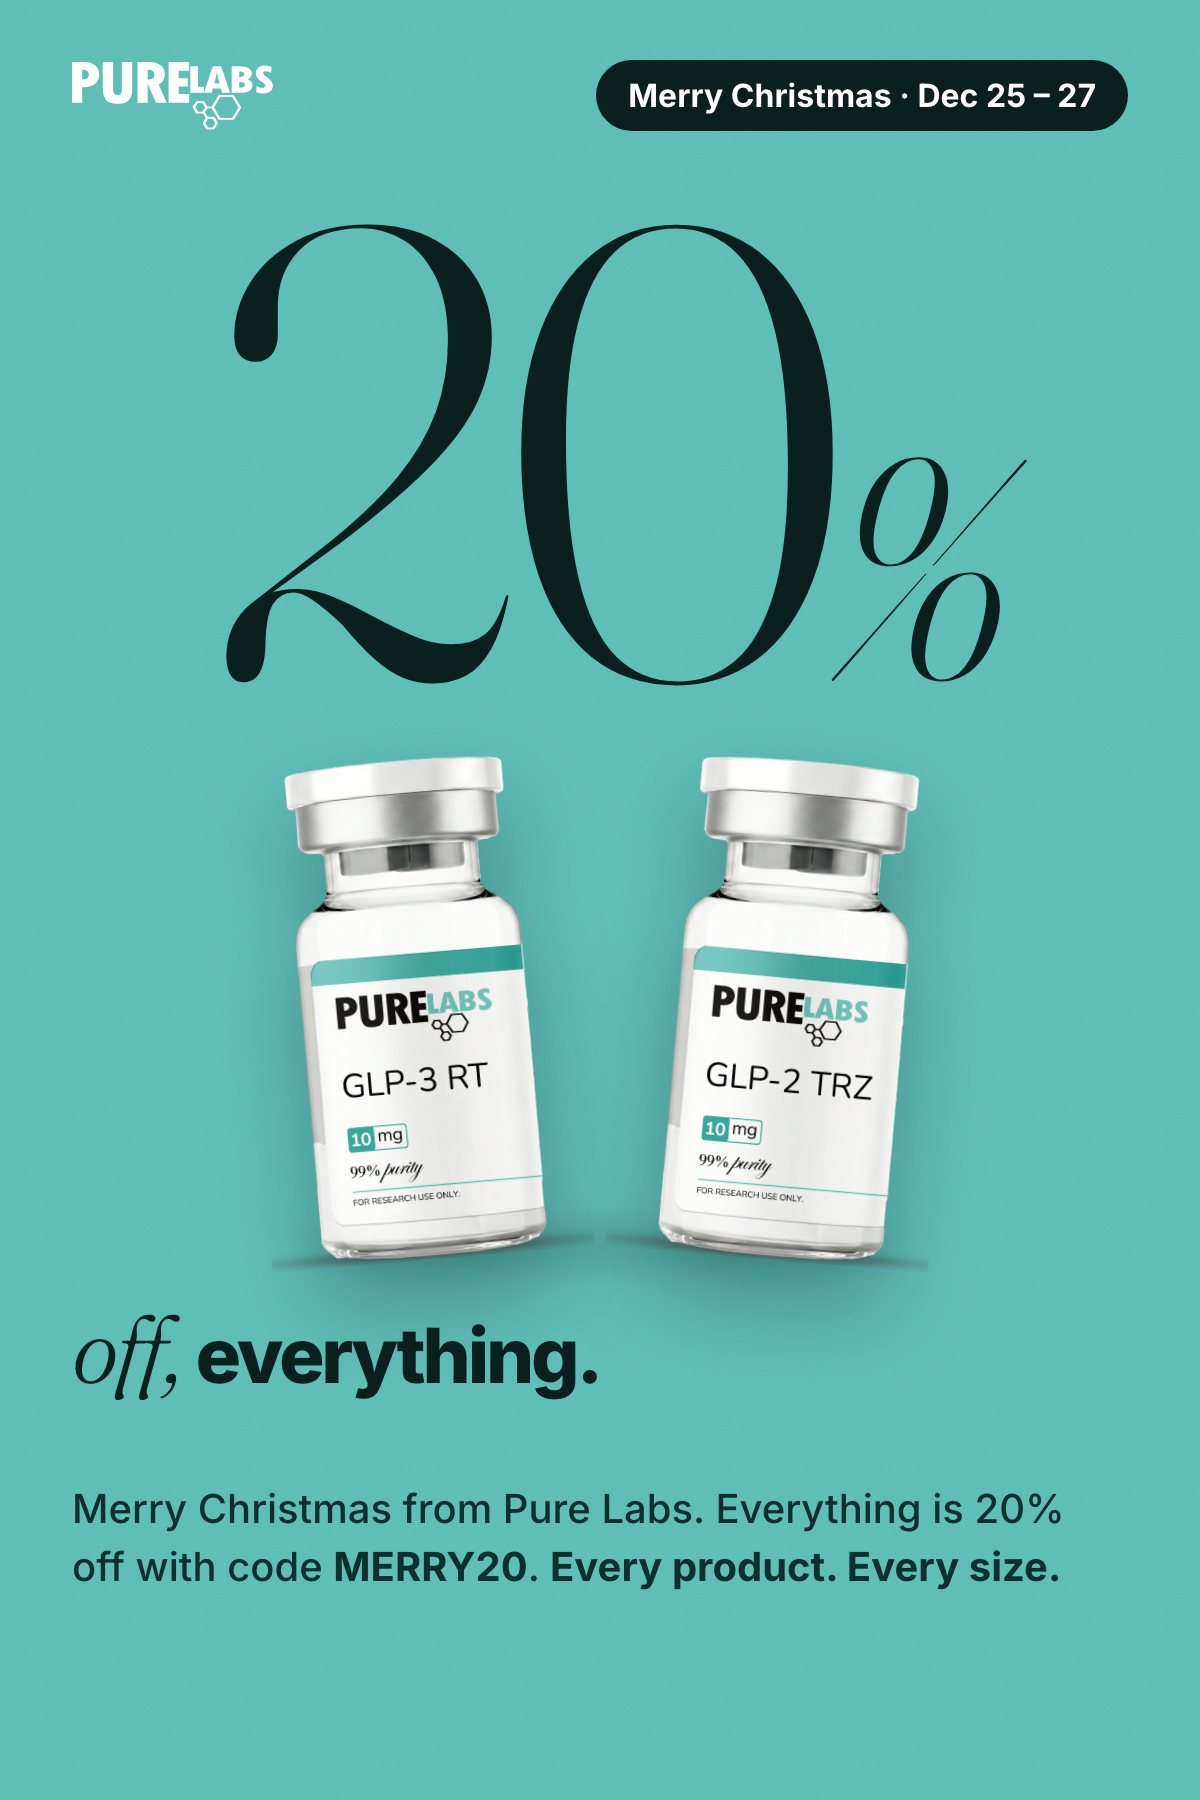 PURELABS
Merry Christmas · Dec 25 – 27
20%
PURELABS
GLP-3 RT
10 mg
99% purity
FOR RESEARCH USE ONLY.
PURELABS
GLP-2 TRZ
10 mg
99% purity
FOR RESEARCH USE ONLY.
off, everything.
Merry Christmas from Pure Labs. Everything is 20%
off with code MERRY20. Every product. Every size.